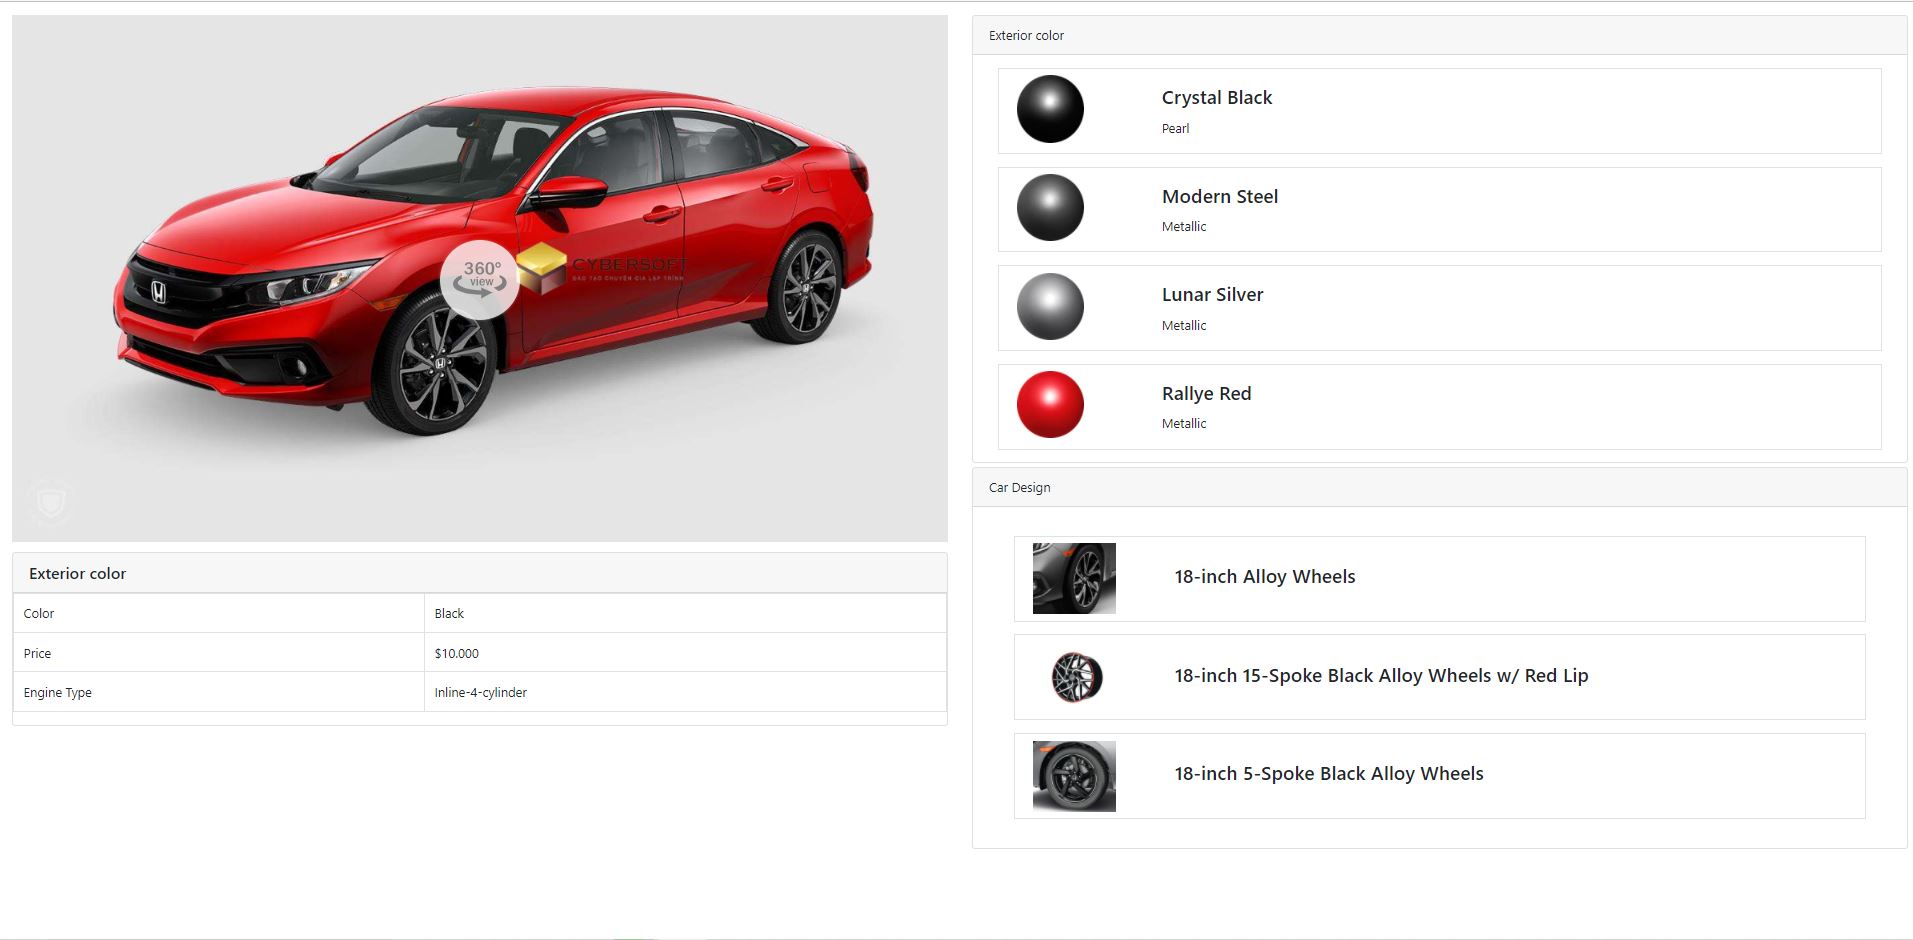 360°
view
CYBERSOFT
ĐÀO TẠO CHUYÊN GIA LẬP TRÌNH
Exterior color
Color
Black
Price
$10.000
Engine Type
Inline-4-cylinder
Exterior color
Crystal Black
Pearl
Modern Steel
Metallic
Lunar Silver
Metallic
Rallye Red
Metallic
Car Design
18-inch Alloy Wheels
18-inch 15-Spoke Black Alloy Wheels w/ Red Lip
18-inch 5-Spoke Black Alloy Wheels